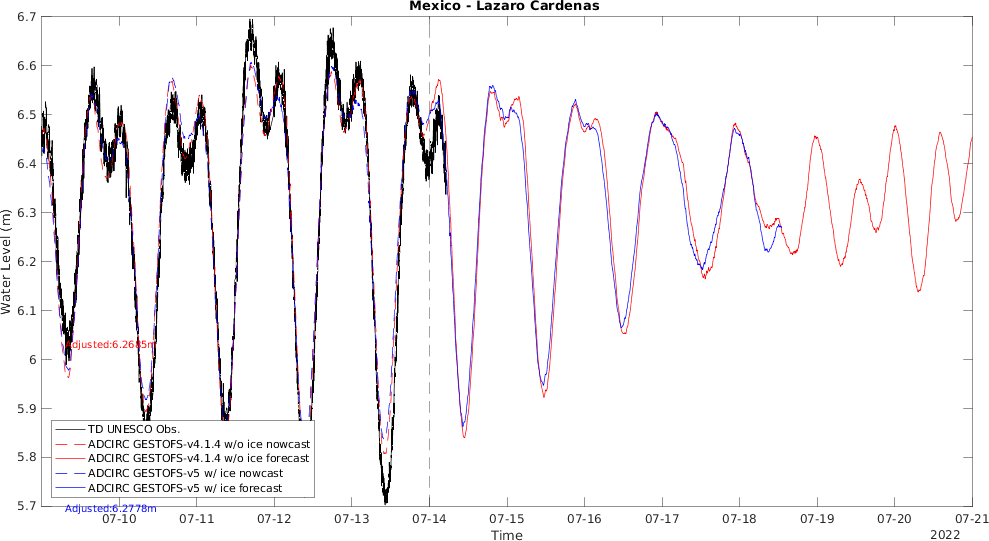 Mexico - Lazaro Cardenas
6.7
6.6
6.5
6.4
6.3
6.2
6.1
6
5.9
5.8
5.7
Water Level (m)
Adjusted:6.2685m
TD UNESCO Obs.
ADCIRC GESTOFS-v4.1.4 w/o ice nowcast
ADCIRC GESTOFS-v4.1.4 w/o ice forecast
ADCIRC GESTOFS-v5 w/ ice nowcast
ADCIRC GESTOFS-v5 w/ ice forecast
Adjusted:6.2778m
07-10 07-11 07-12 07-13 07-14 07-15 07-16 07-17 07-18 07-19 07-20 07-21
Time
2022